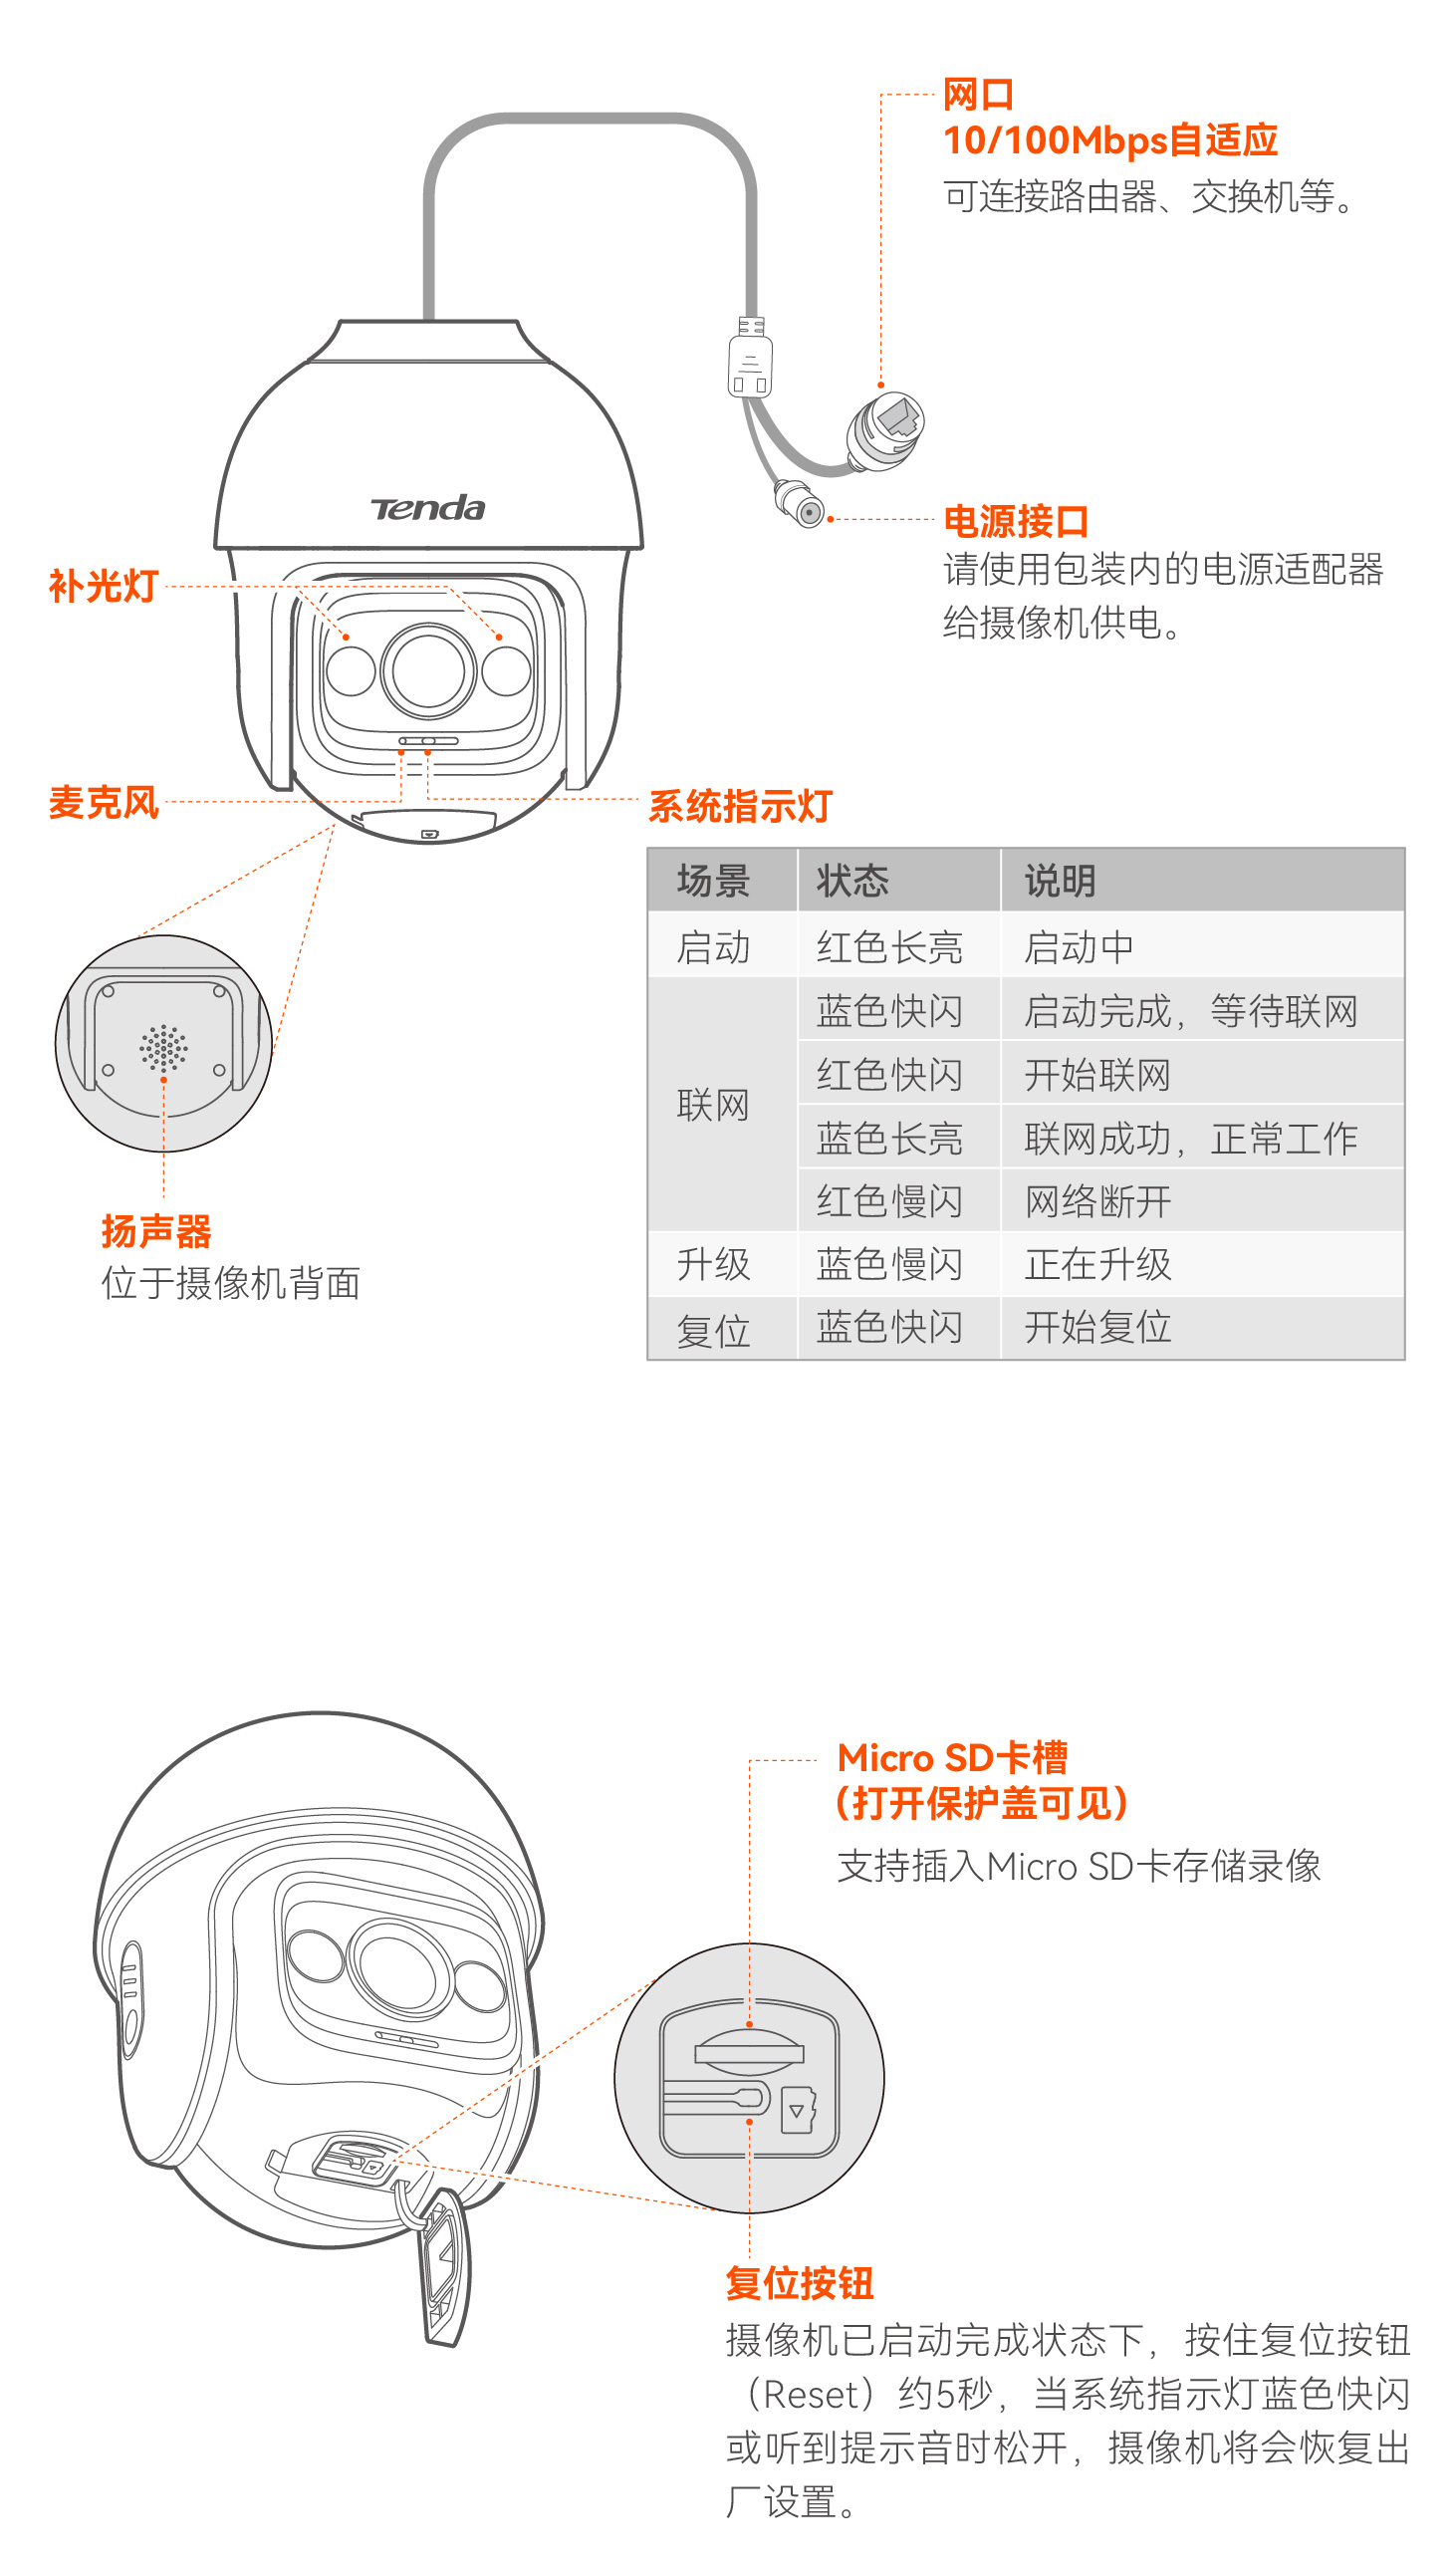 网口
10/100Mbps自适应
可连接路由器、交换机等。
Tenda
电源接口
请使用包装内的电源适配器
给摄像机供电。
补光灯
麦克风
系统指示灯
场景 状态 说明
启动 红色长亮 启动中
联网 蓝色快闪 启动完成，等待联网
红色快闪 开始联网
蓝色长亮 联网成功，正常工作
红色慢闪 网络断开
升级 蓝色慢闪 正在升级
复位 蓝色快闪 开始复位
扬声器
位于摄像机背面
Micro SD卡槽
（打开保护盖可见）
支持插入Micro SD卡存储录像
复位按钮
摄像机已启动完成状态下，按住复位按钮
（Reset）约5秒，当系统指示灯蓝色快闪
或听到提示音时松开，摄像机将会恢复出
厂设置。